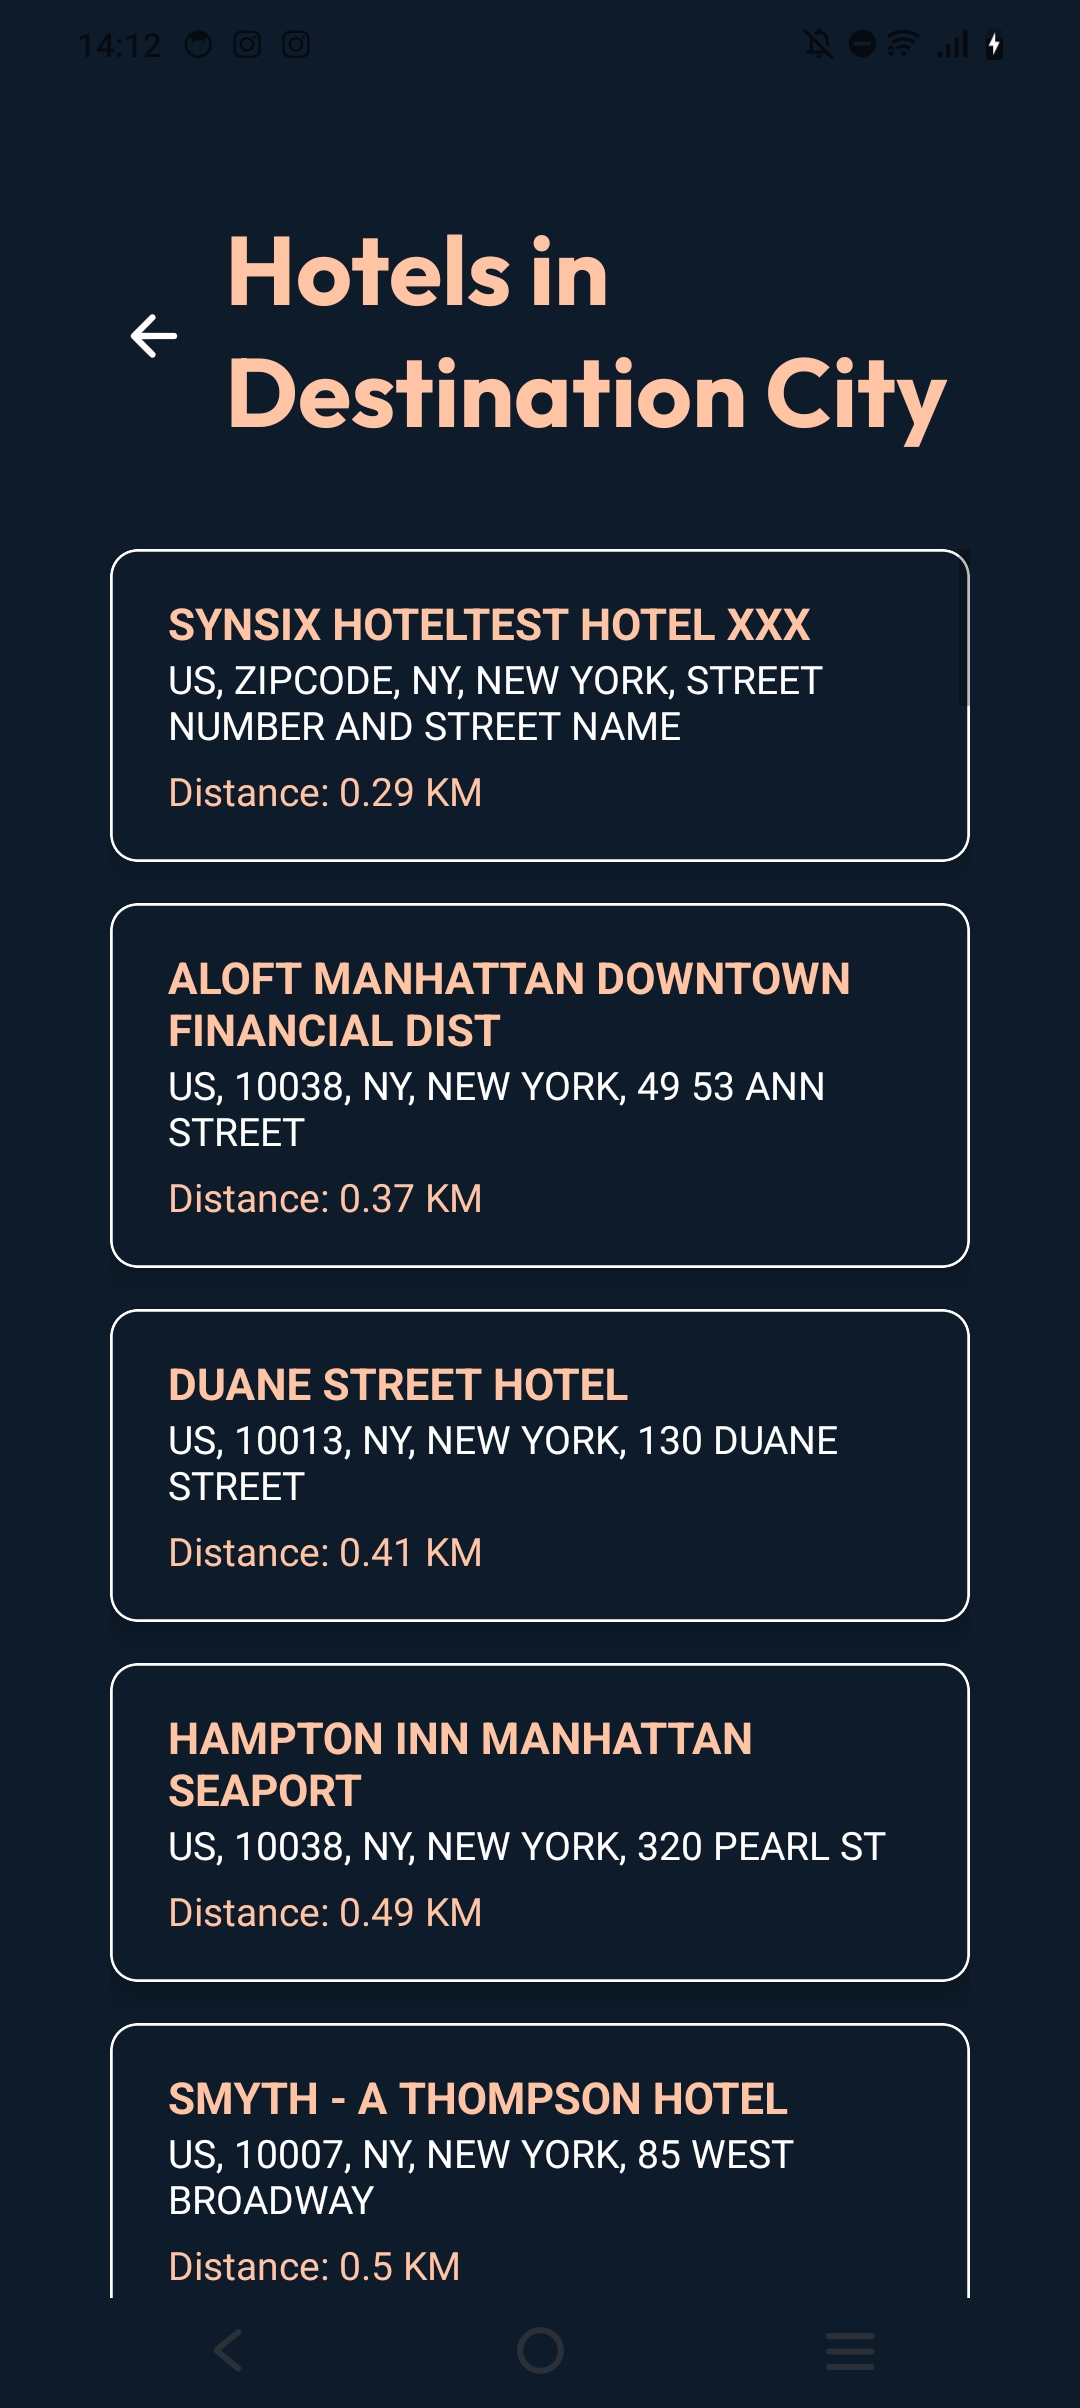 14:12
Hotels in
Destination City
SYNSIX HOTELTEST HOTEL XXX
US, ZIPCODE, NY, NEW YORK, STREET
NUMBER AND STREET NAME
Distance: 0.29 KM
ALOFT MANHATTAN DOWNTOWN
FINANCIAL DIST
US, 10038, NY, NEW YORK, 49 53 ANN
STREET
Distance: 0.37 KM
DUANE STREET HOTEL
US, 10013, NY, NEW YORK, 130 DUANE
STREET
Distance: 0.41 KM
HAMPTON INN MANHATTAN
SEAPORT
US, 10038, NY, NEW YORK, 320 PEARL ST
Distance: 0.49 KM
SMYTH - A THOMPSON HOTEL
US, 10007, NY, NEW YORK, 85 WEST
BROADWAY
Distance: 0.5 KM